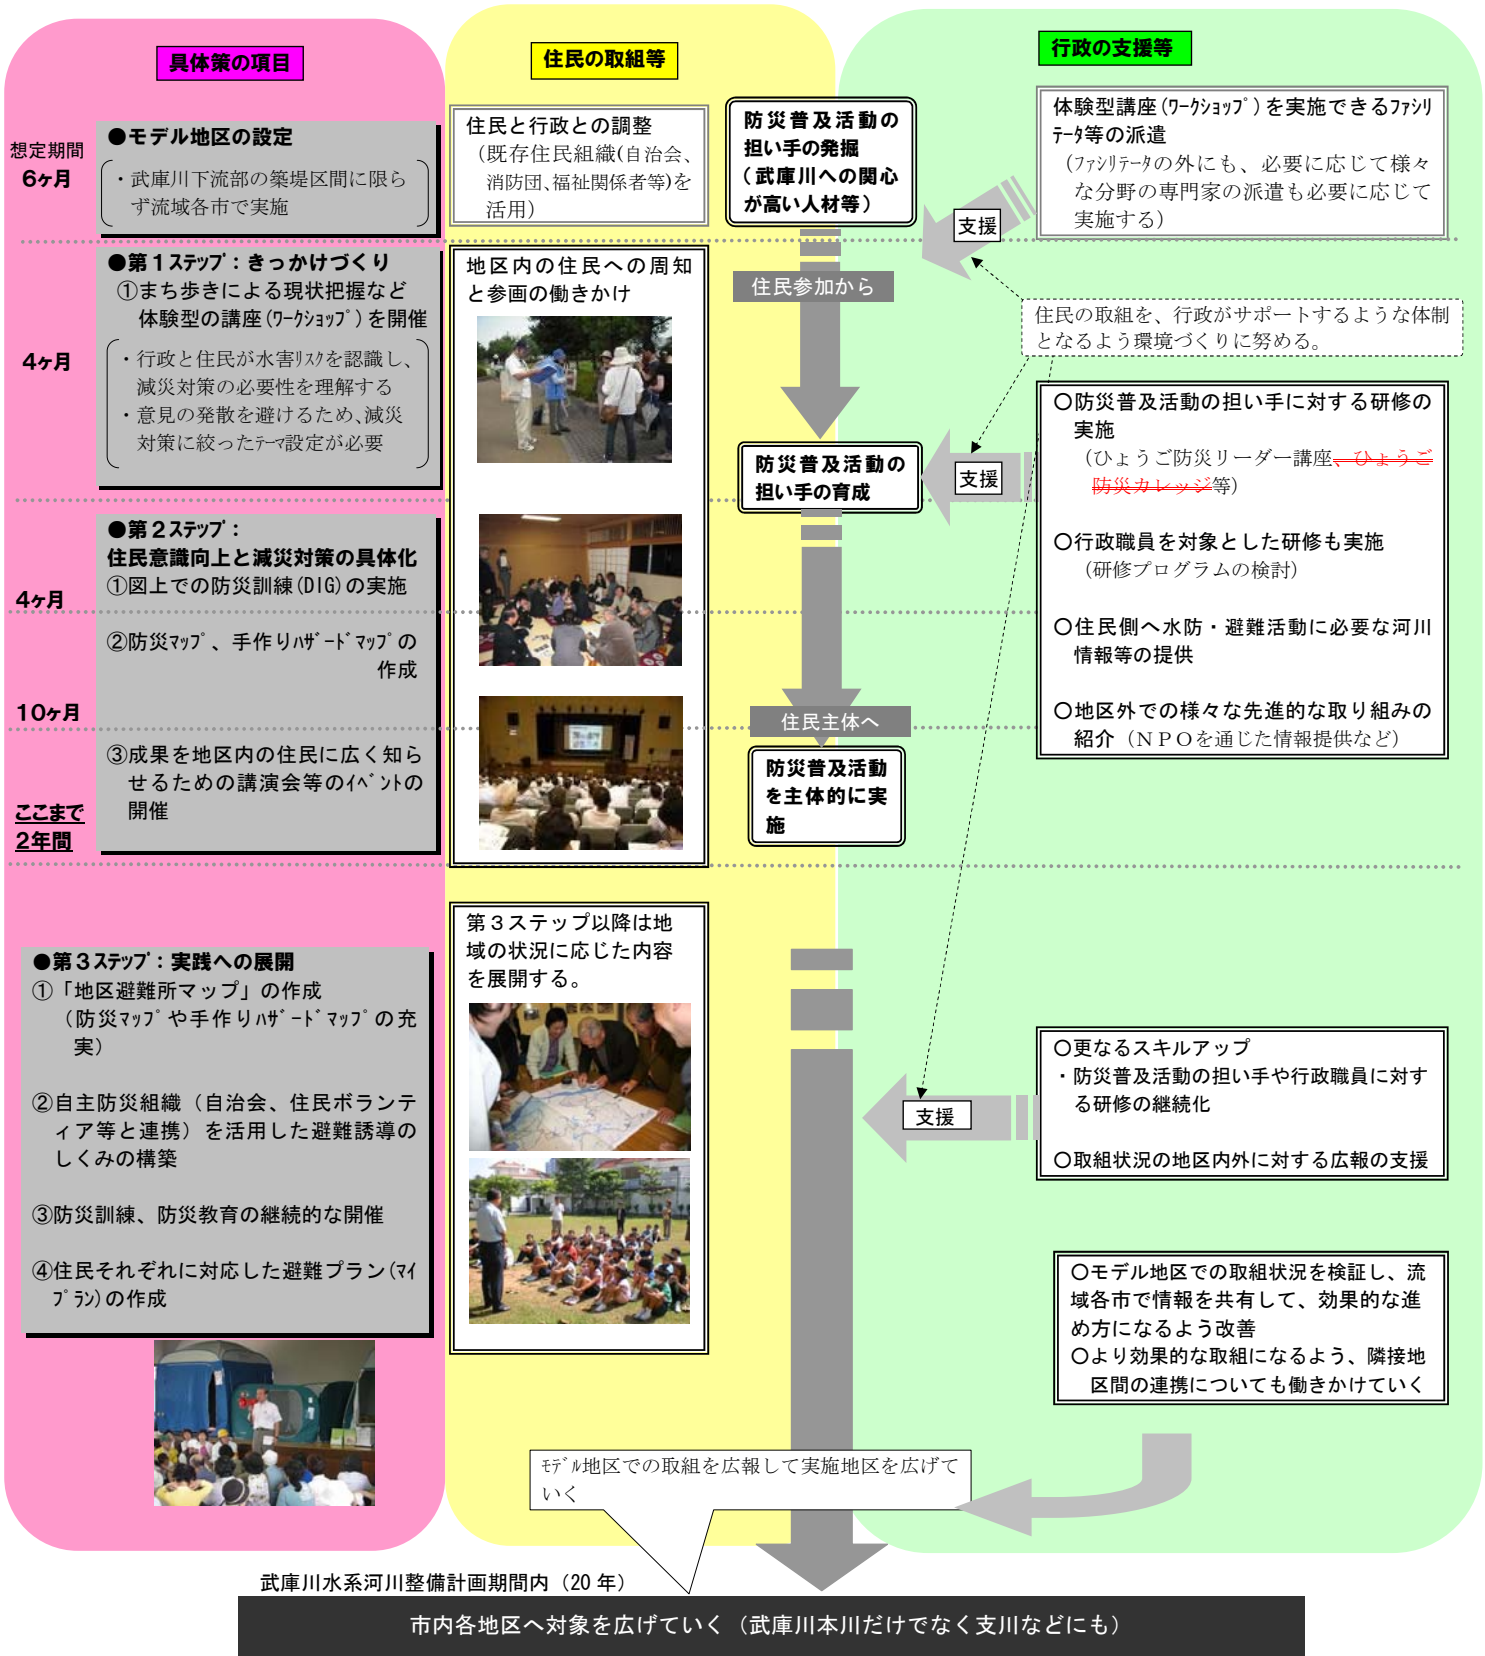 具体策の項目
住民の取組等
行政の支援等
想定期間
6ヶ月
●モデル地区の設定
・武庫川下流部の築堤区間に限ら
ず流域各市で実施
住民と行政との調整
（既存住民組織(自治会、
消防団、福祉関係者等)を
活用）
防災普及活動の
担い手の発掘
（武庫川への関心
が高い人材等）
体験型講座(ﾜｰｸｼｮｯﾌﾟ)を実施できるﾌｧｼﾘ
ﾃｰﾀ等の派遣
（ﾌｧｼﾘﾃｰﾀの外にも、必要に応じて様々
な分野の専門家の派遣も必要に応じて
実施する）
支援
4ヶ月
●第１ステップ：きっかけづくり
①まち歩きによる現状把握など
体験型の講座(ﾜｰｸｼｮｯﾌﾟ)を開催
・行政と住民が水害ﾘｽｸを認識し、
減災対策の必要性を理解する
・意見の発散を避けるため、減災
対策に絞ったﾃｰﾏ設定が必要
地区内の住民への周知
と参画の働きかけ
住民参加から
住民の取組を、行政がサポートするような体制
となるよう環境づくりに努める。
防災普及活動の
担い手の育成
支援
〇防災普及活動の担い手に対する研修の
実施
（ひょうご防災リーダー講座、ひょうご
防災カレッジ等）
〇行政職員を対象とした研修も実施
（研修プログラムの検討）
〇住民側へ水防・避難活動に必要な河川
情報等の提供
〇地区外での様々な先進的な取り組みの
紹介（ＮＰＯを通じた情報提供など）
4ヶ月
●第２ステップ：
住民意識向上と減災対策の具体化
①図上での防災訓練(DIG)の実施
②防災ﾏｯﾌﾟ、手作りﾊｻﾞｰﾄﾞﾏｯﾌﾟの
作成
10ヶ月
③成果を地区内の住民に広く知ら
せるための講演会等のｲﾍﾞﾝﾄの
開催
ここまで
2年間
住民主体へ
防災普及活動
を主体的に実
施
●第３ステップ：実践への展開
①「地区避難所マップ」の作成
（防災ﾏｯﾌﾟや手作りﾊｻﾞｰﾄﾞﾏｯﾌﾟの充
実）
②自主防災組織（自治会、住民ボランテ
ィア等と連携）を活用した避難誘導の
しくみの構築
③防災訓練、防災教育の継続的な開催
④住民それぞれに対応した避難プラン(ﾏｲ
ﾌﾟﾗﾝ)の作成
第３ステップ以降は地
域の状況に応じた内容
を展開する。
支援
〇更なるスキルアップ
・防災普及活動の担い手や行政職員に対す
る研修の継続化
〇取組状況の地区内外に対する広報の支援
〇モデル地区での取組状況を検証し、流
域各市で情報を共有して、効果的な進
め方になるよう改善
〇より効果的な取組になるよう、隣接地
区間の連携についても働きかけていく
ﾓﾃﾞﾙ地区での取組を広報して実施地区を広げて
いく
武庫川水系河川整備計画期間内（20年）
市内各地区へ対象を広げていく（武庫川本川だけでなく支川などにも）